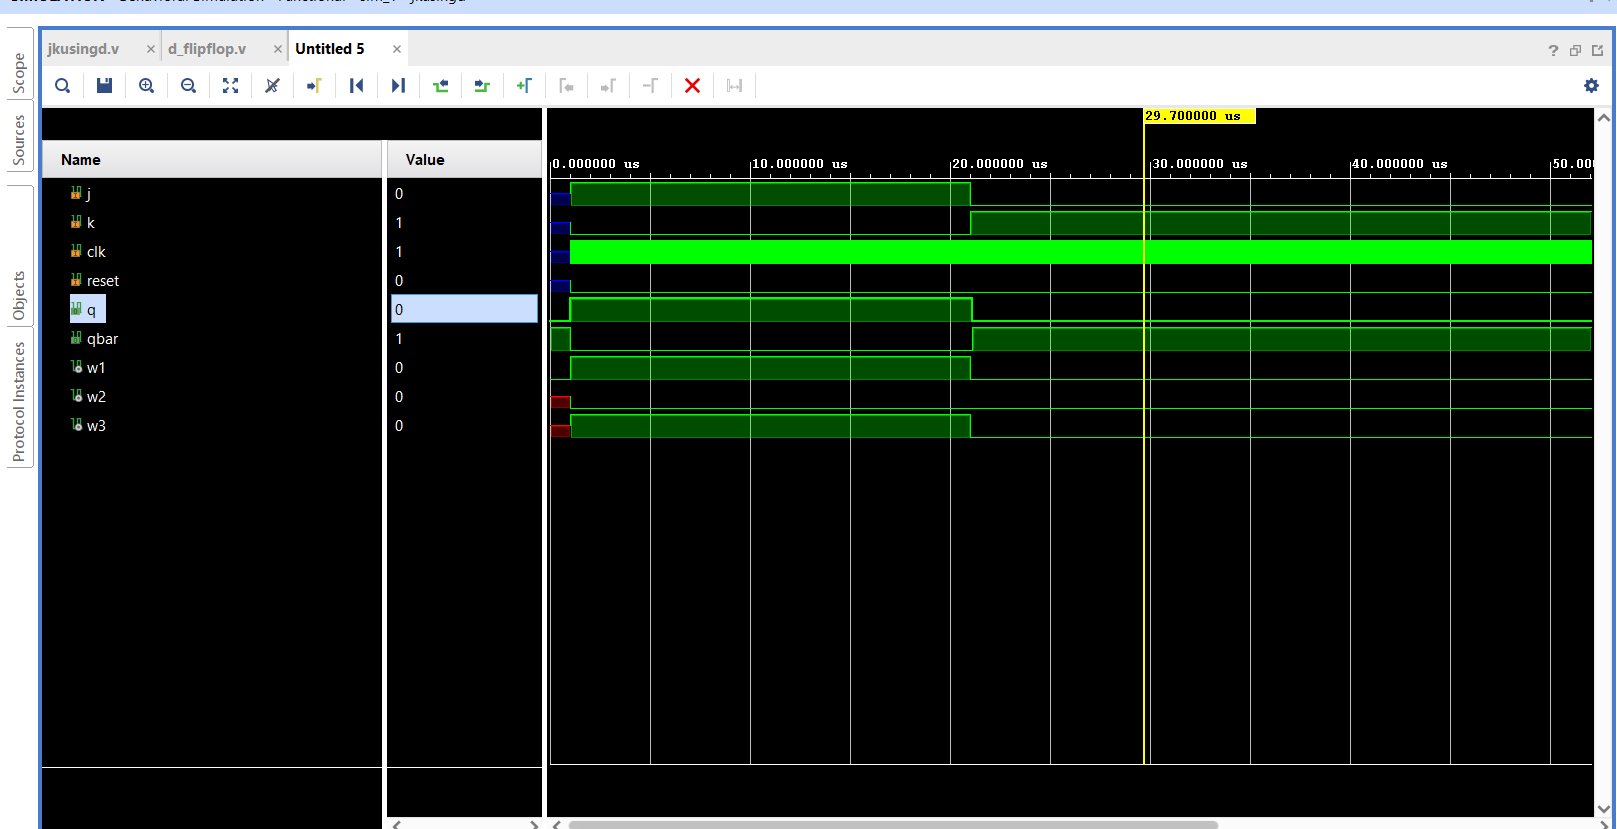 jkusingd.v
d_flipflop.v
Untitled 5
?
Scope
Sources
Objects
Protocol Instances
29.700000 us
Name
Value
0.000000 us
10.000000 us
20.000000 us
30.000000 us
40.000000 us
50.00
j 0
k 1
clk 1
reset 0
q 0
qbar 1
w1 0
w2 0
w3 0